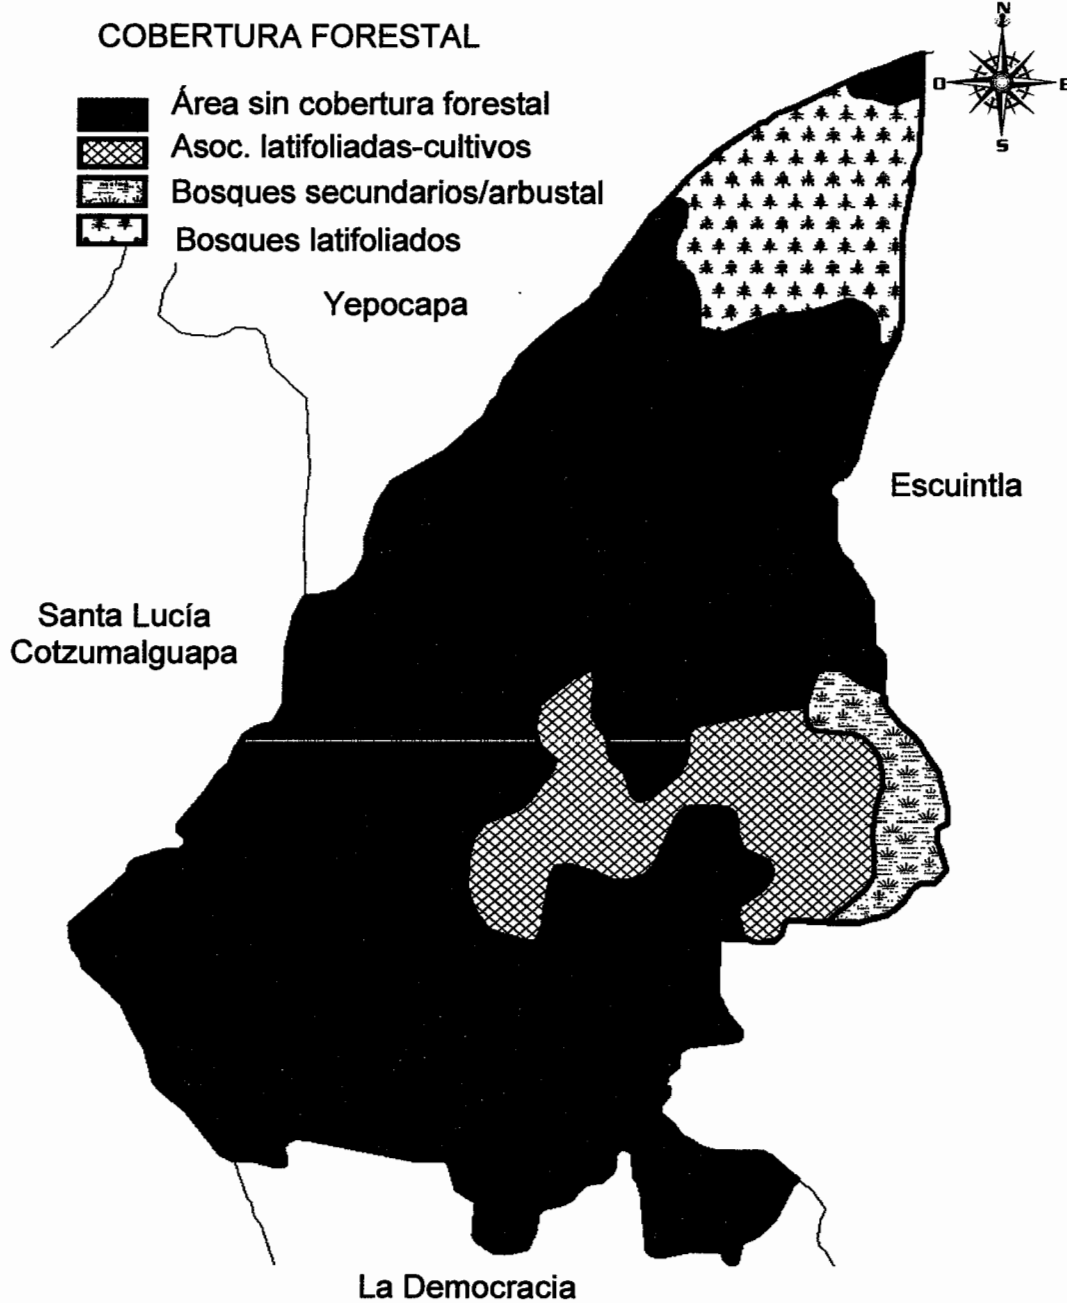 COBERTURA FORESTAL
Área sin cobertura forestal
Asoc. latifoliadas-cultivos
Bosques secundarios/arbustal
Bosques latifoliados
N
O
E
S
Yepocapa
Escuintla
Santa Lucía
Cotzumalguapa
La Democracia